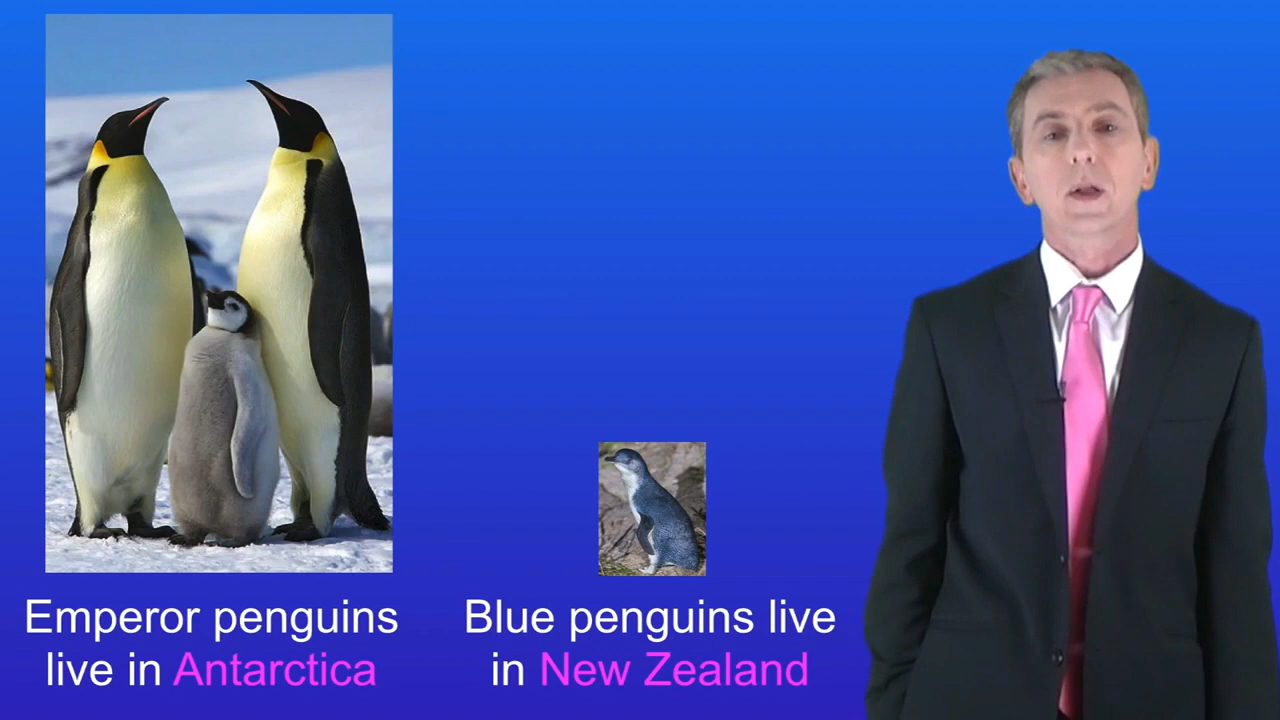 Emperor penguins
live in Antarctica
Blue penguins live
in New Zealand